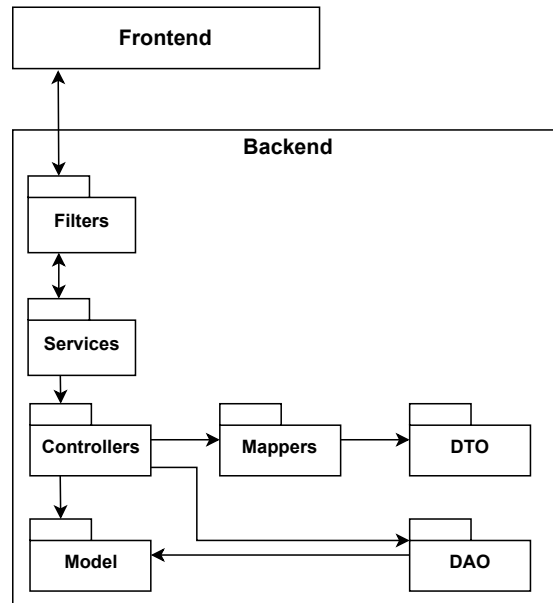 Frontend
Backend
Filters
Services
Controllers
Mappers
DTO
Model
DAO